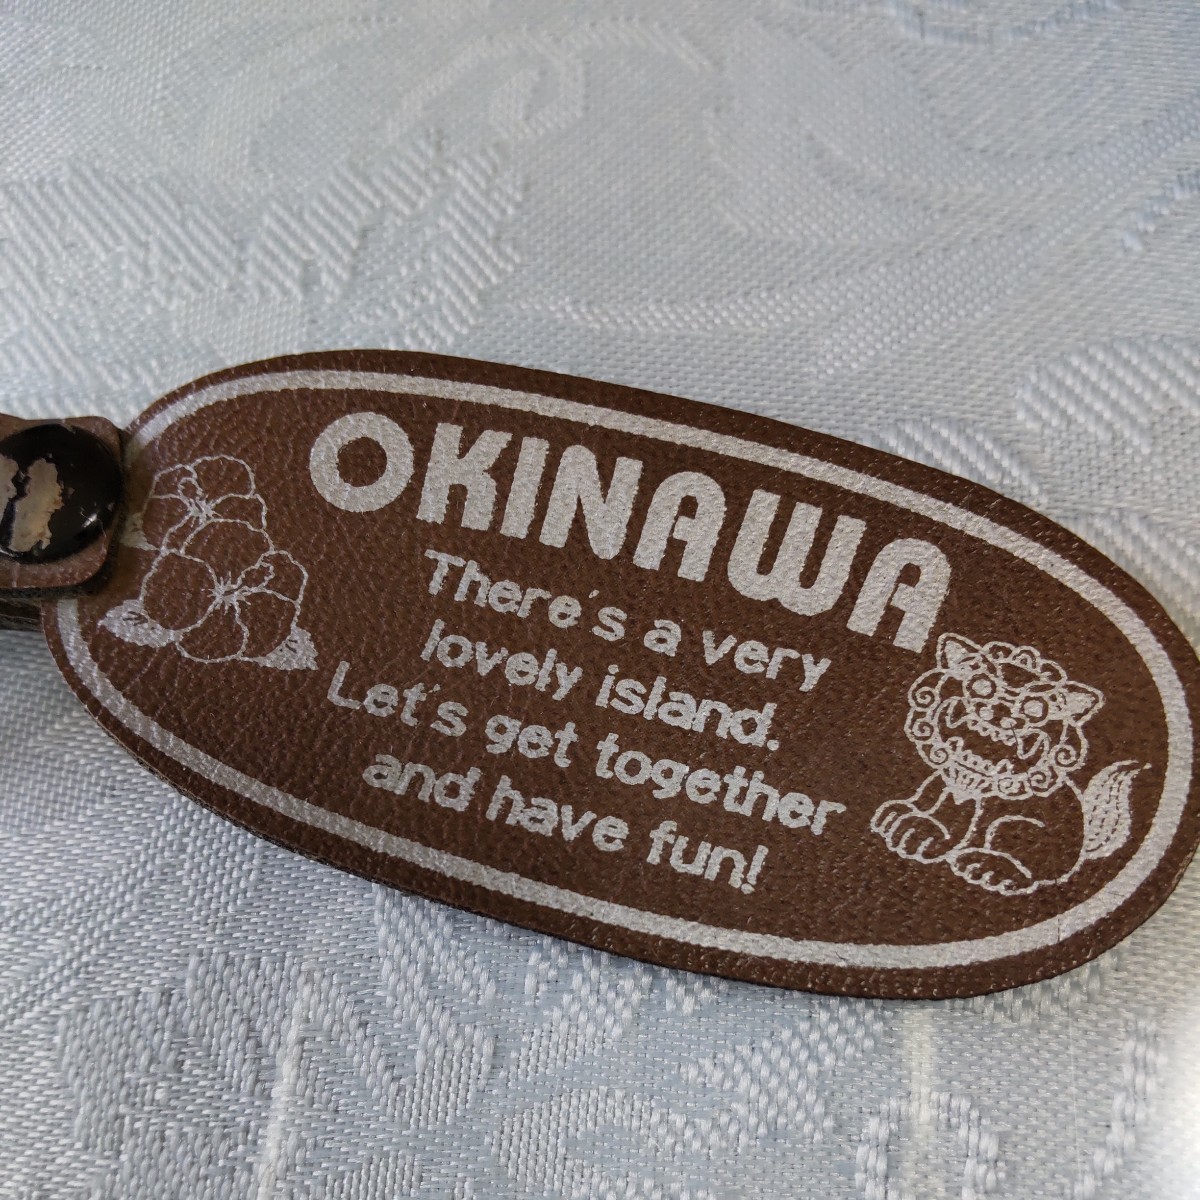 OKINAWA
There's a very
lovely island.
Let's get together
and have fun!